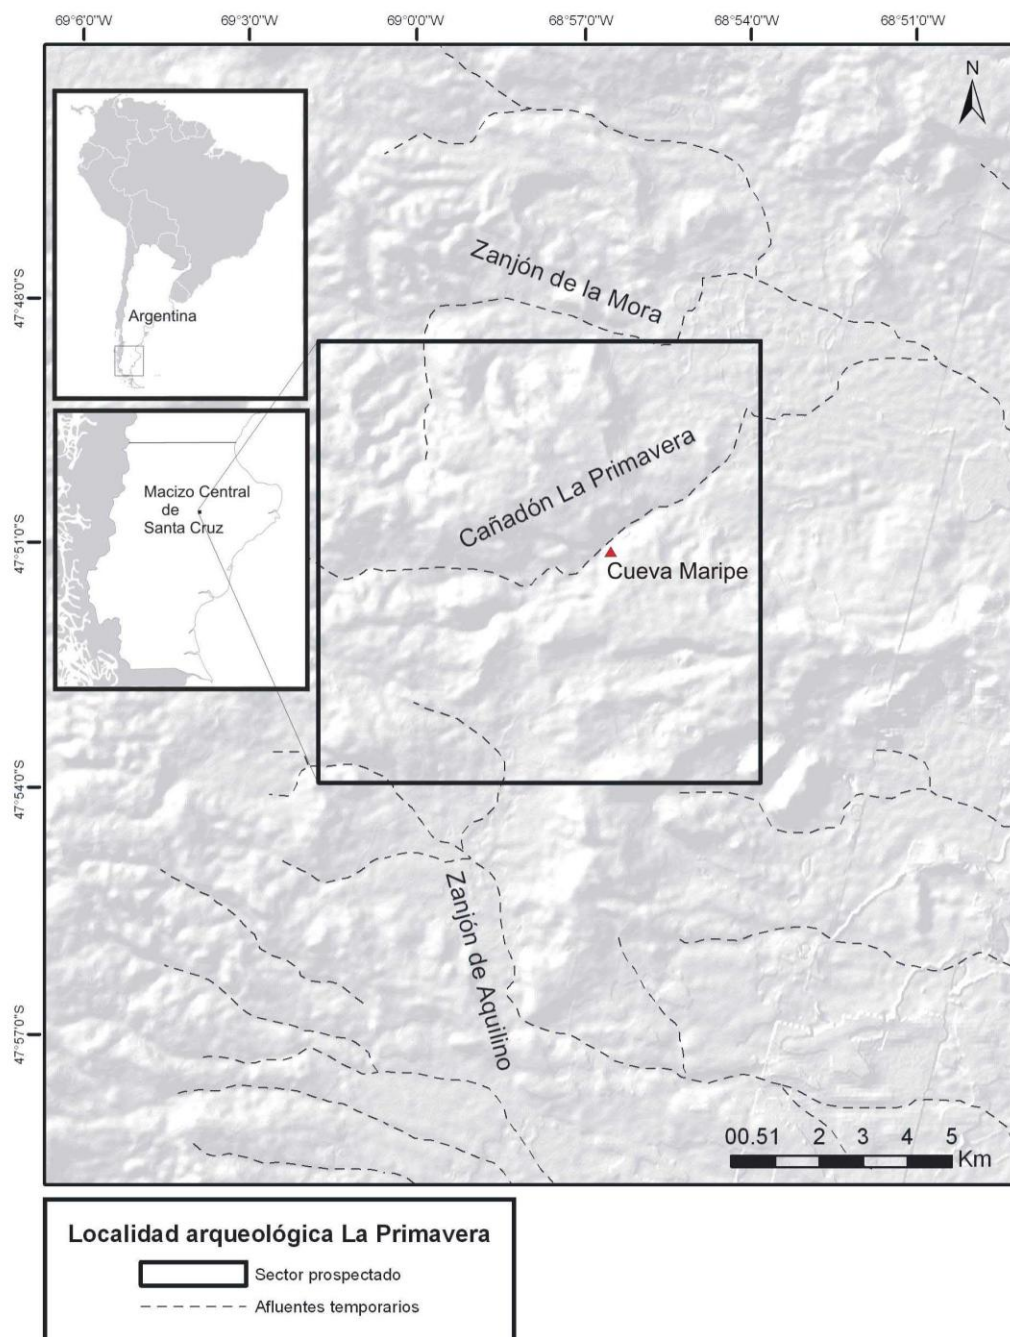 69°6'0"W 69°3'0"W 69°0'0"W 68°57'0"W 68°54'0"W 68°51'0"W
N
Zanjón de la Mora
47°48'0"S
Argentina
Cañadón La Primavera
Macizo Central
de
Santa Cruz
47°51'0"S
Cueva Maripe
47°54'0"S
Zanjón de Aquilino
47°57'0"S
00.51 2 3 4 5
Km
Localidad arqueológica La Primavera
Sector prospectado
Afluentes temporarios